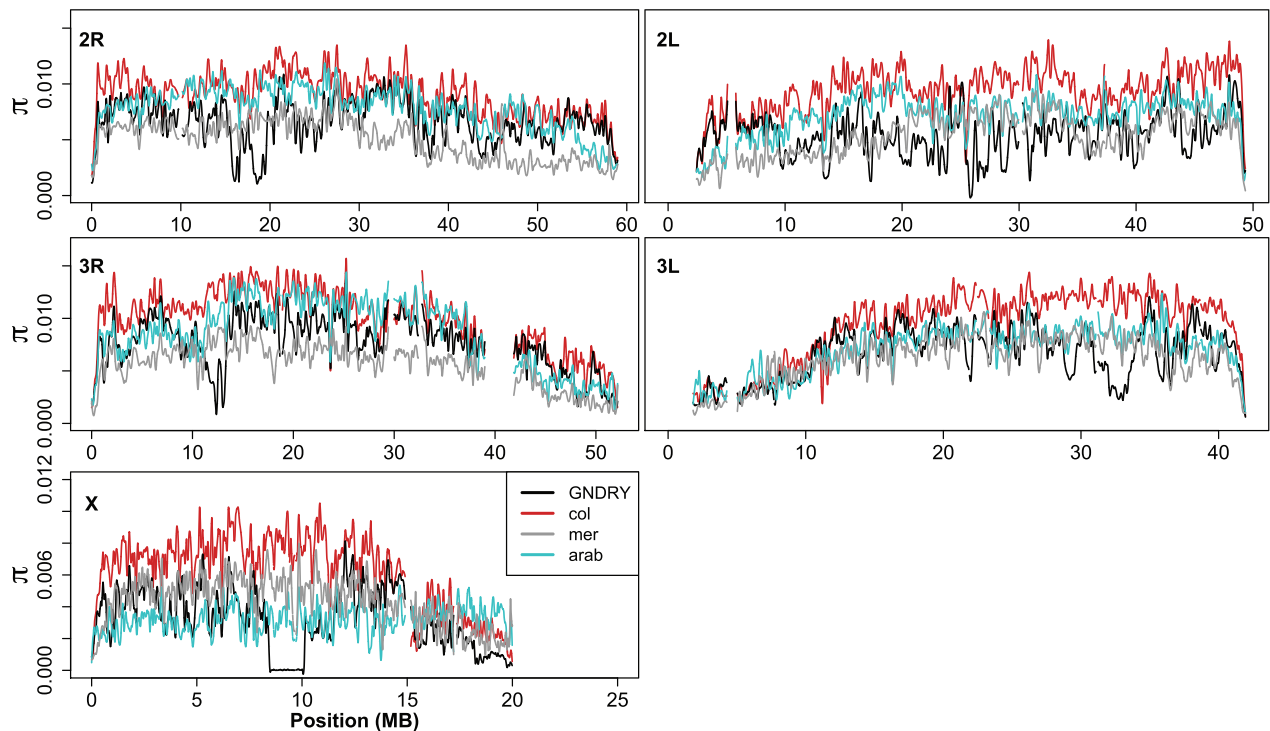 2R
π
0.000 0.010
0 10 20 30 40 50 60
2L
0 10 20 30 40 50
3R
π
0.000 0.010
0 10 20 30 40 50
3L
0 10 20 30 40
X
π
0.000 0.006 0.012
0 5 10 15 20 25
Position (MB)
GNDRY
col
mer
arab